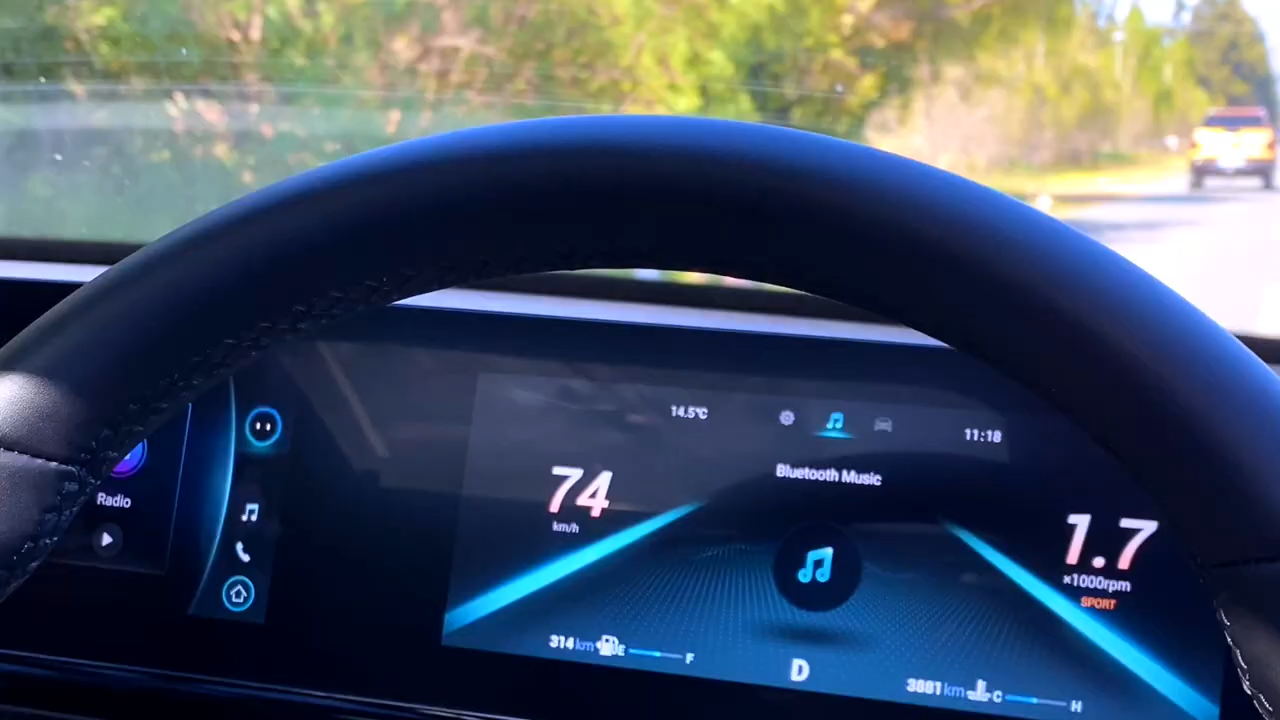 14.5°C
11:18
Bluetooth Music
74
km/h
1.7
×1000rpm
SPORT
Radio
314 km E F
D
3881 km C H